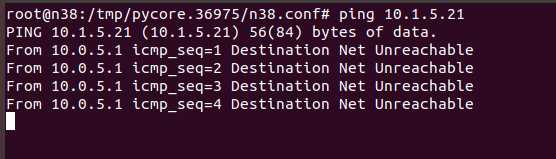 root@n38:/tmp/pycore.36975/n38.conf# ping 10.1.5.21
PING 10.1.5.21 (10.1.5.21) 56(84) bytes of data.
From 10.0.5.1 icmp_seq=1 Destination Net Unreachable
From 10.0.5.1 icmp_seq=2 Destination Net Unreachable
From 10.0.5.1 icmp_seq=3 Destination Net Unreachable
From 10.0.5.1 icmp_seq=4 Destination Net Unreachable